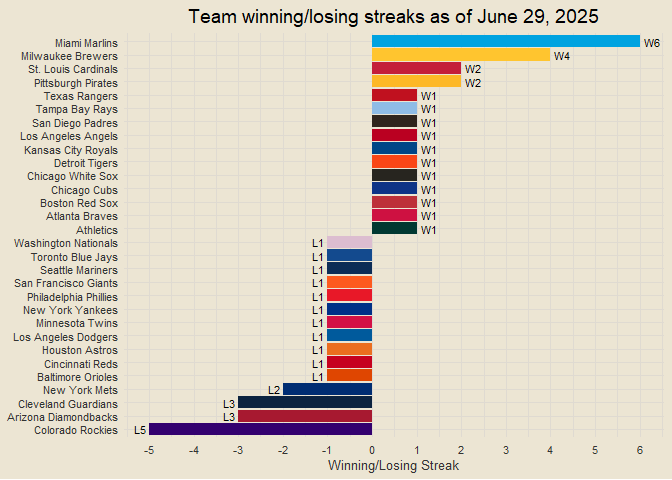 Team winning/losing streaks as of June 29, 2025
Miami Marlins W6
Milwaukee Brewers W4
St. Louis Cardinals W2
Pittsburgh Pirates W2
Texas Rangers W1
Tampa Bay Rays W1
San Diego Padres W1
Los Angeles Angels W1
Kansas City Royals W1
Detroit Tigers W1
Chicago White Sox W1
Chicago Cubs W1
Boston Red Sox W1
Atlanta Braves W1
Athletics W1
Washington Nationals L1
Toronto Blue Jays L1
Seattle Mariners L1
San Francisco Giants L1
Philadelphia Phillies L1
New York Yankees L1
Minnesota Twins L1
Los Angeles Dodgers L1
Houston Astros L1
Cincinnati Reds L1
Baltimore Orioles L1
New York Mets L2
Cleveland Guardians L3
Arizona Diamondbacks L3
Colorado Rockies L5
-5 -4 -3 -2 -1 0 1 2 3 4 5 6
Winning/Losing Streak